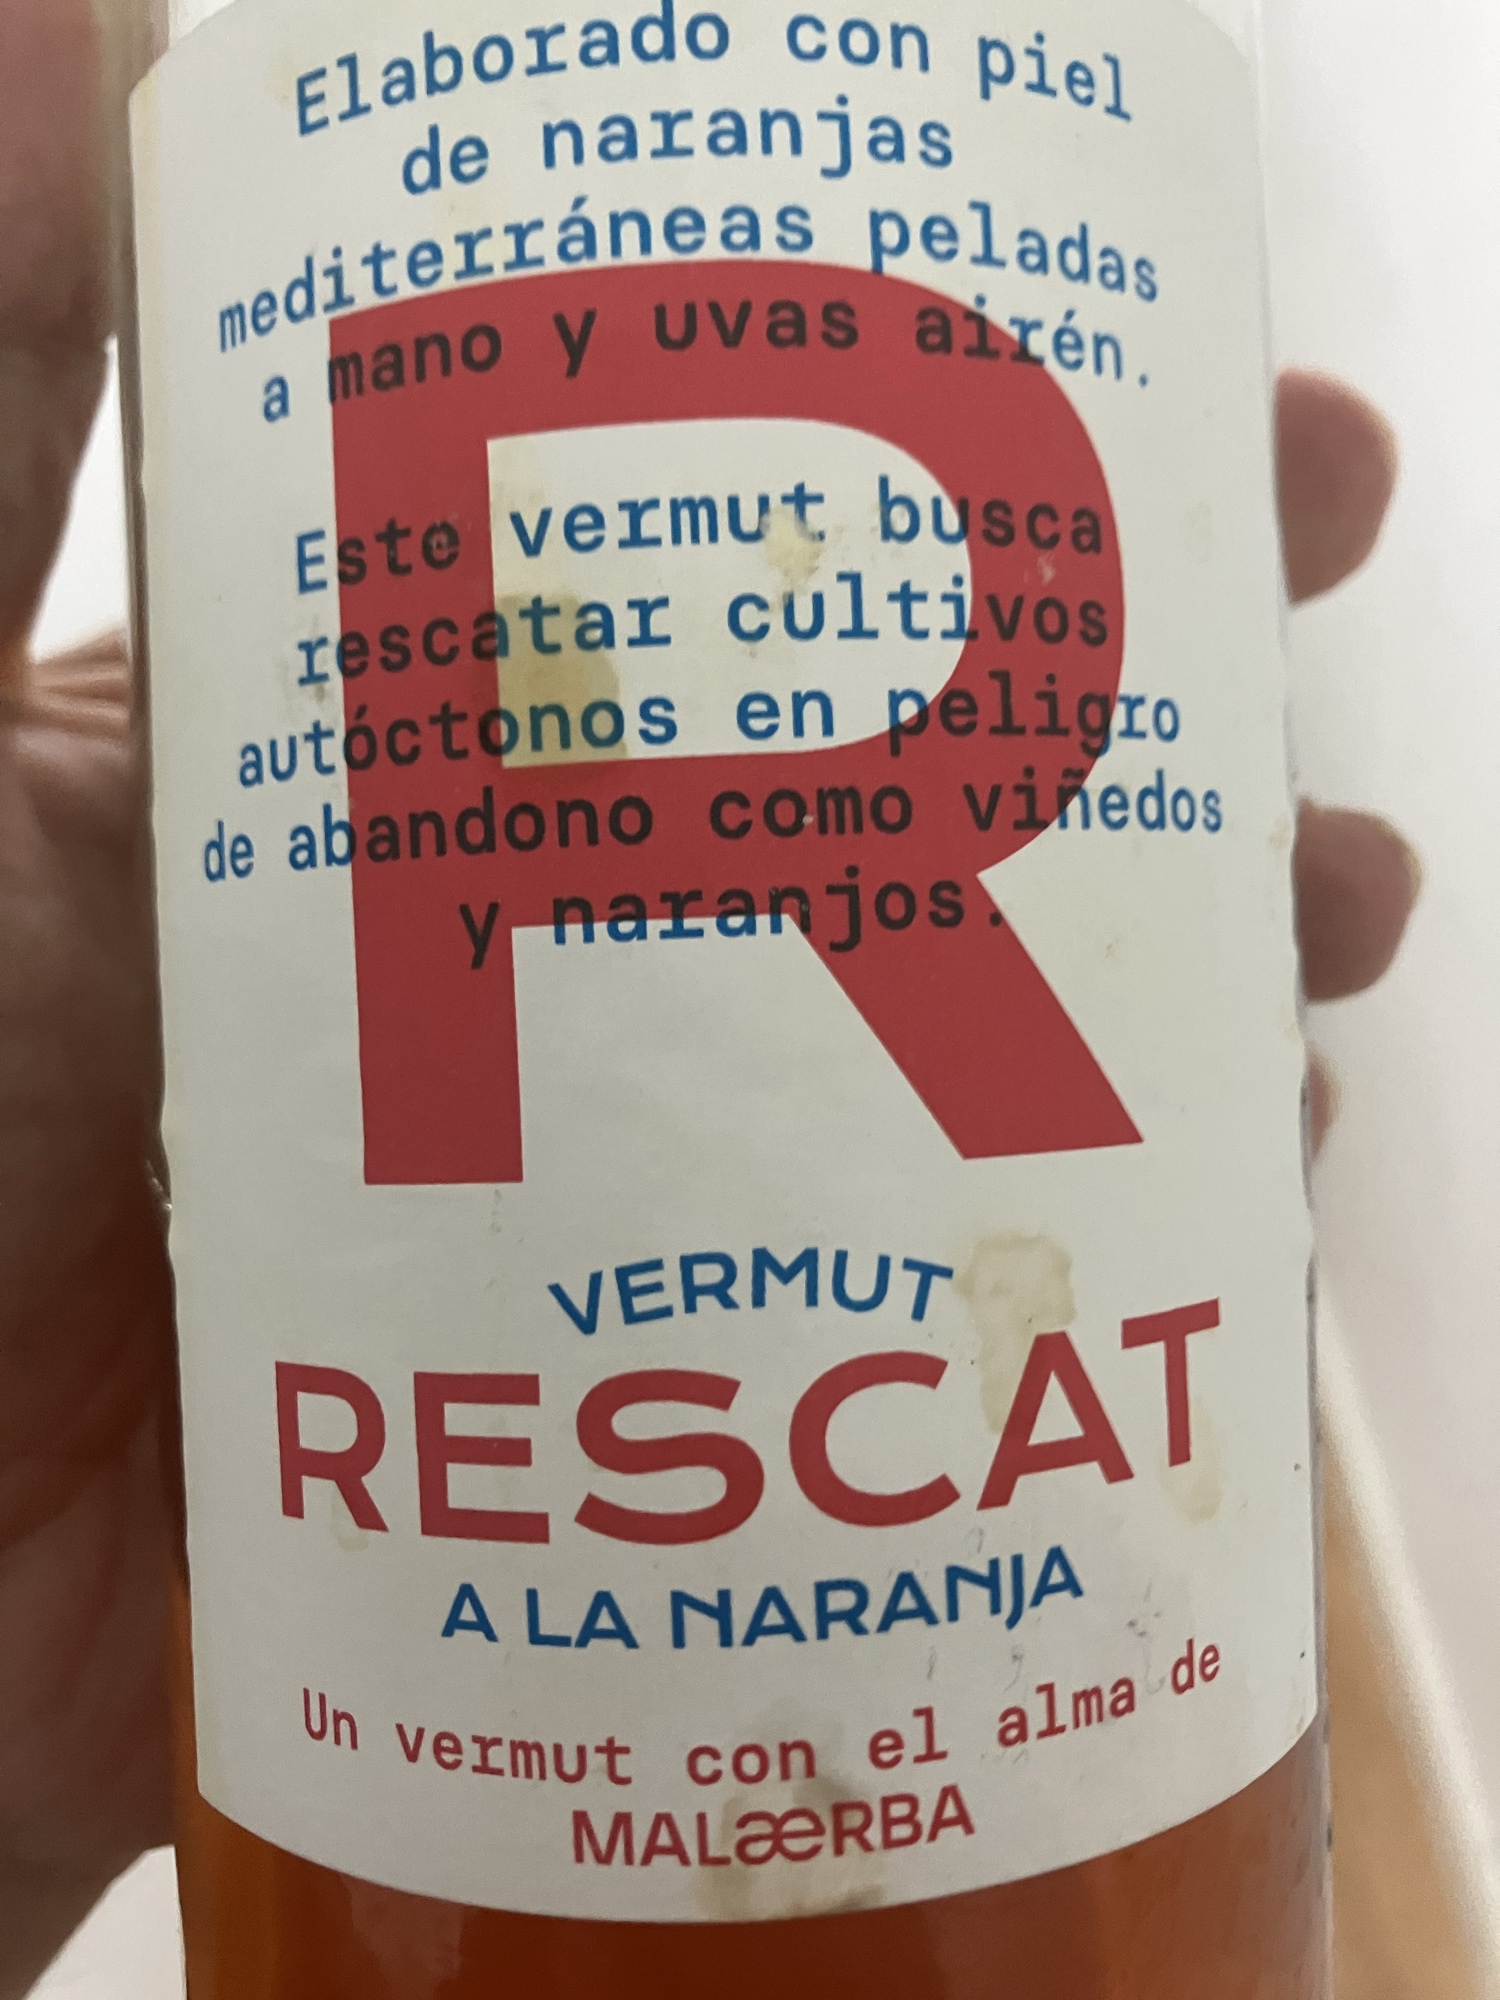 Elaborado con piel
de naranjas
mediterráneas peladas
a mano y uvas airén.
Este vermut busca
rescatar cultivos
autóctonos en peligro
de abandono como viñedos
y naranjos.
R
VERMUT
RESCAT
A LA NARANJA
Un vermut con el alma de
MALÆRBA